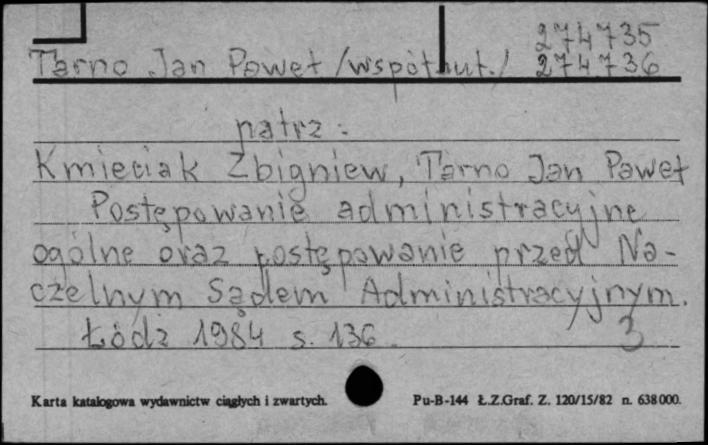 274735
Tarno Jan Paweł /współaut./ 274736
patrz:
Kmieciak Zbigniew, Tarno Jan Paweł
Postępowanie administracyjne
ogólne oraz postępowanie przed Na-
czelnym Sądem Administracyjnym.
Łódź 1984 s. 136.
3
Karta katalogowa wydawnictw ciągłych i zwartych. Pu-B-144 Ł.Z.Graf. Z. 120/15/82 n. 638000.